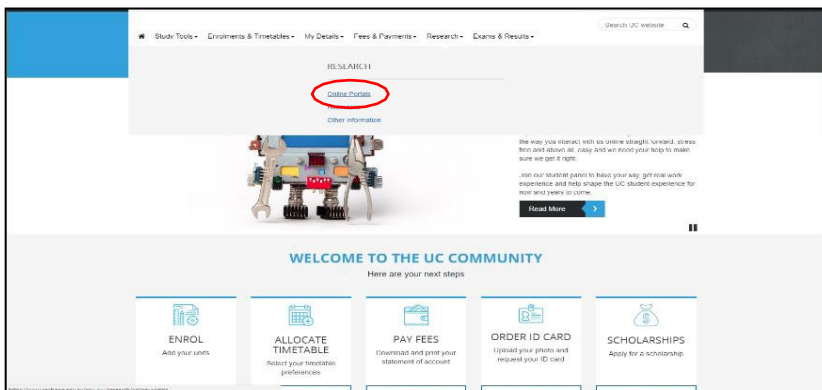 Search UC website
Study Tools
Enrolments & Timetables
My Details
Fees & Payments
Research
Exams & Results
RESEARCH
Online Portals
Other information
the way you interact with us online straight forward, stress
free and above all, easy and we need your help to make
sure we get it right.
Join our student panel to have your say, get real work
experience and help shape the UC student experience for
now and years to come.
Read More
WELCOME TO THE UC COMMUNITY
Here are your next steps
ENROL
Add your units
ALLOCATE
TIMETABLE
Select your timetable
preferences
PAY FEES
Download and print your
statement of account
ORDER ID CARD
Upload your photo and
request your ID card
SCHOLARSHIPS
Apply for a scholarship